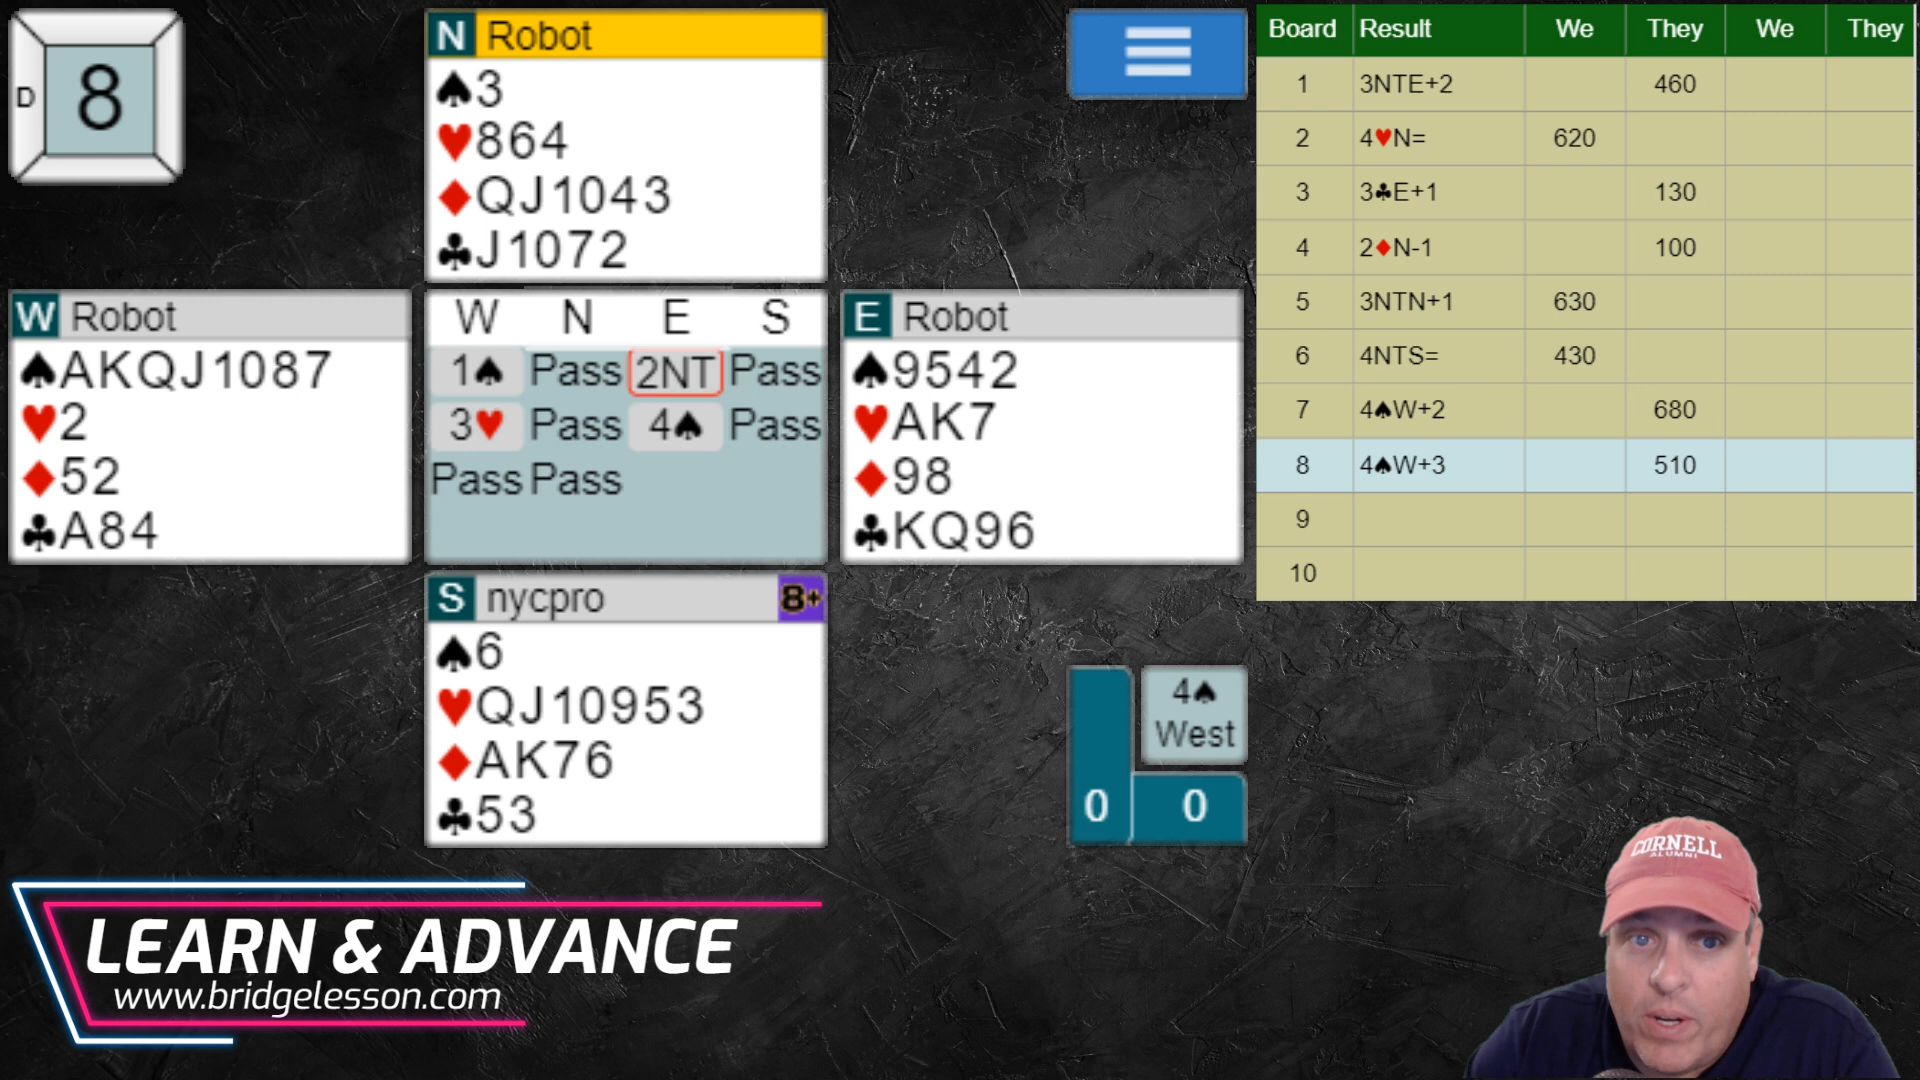 D 8
N Robot
♠3
♥864
♦QJ1043
♣J1072
W Robot
♠AKQJ1087
♥2
♦52
♣A84
W N E S
1♠ Pass 2NT Pass
3♥ Pass 4♠ Pass
Pass Pass
E Robot
♠9542
♥AK7
♦98
♣KQ96
S nycpro 8+
♠6
♥QJ10953
♦AK76
♣53
4♠
West
0 0
Board Result We They We They
1 3NTE+2 460
2 4♥N= 620
3 3♣E+1 130
4 2♦N-1 100
5 3NTN+1 630
6 4NTS= 430
7 4♠W+2 680
8 4♠W+3 510
9
10
CORNELL
ALUMNI
LEARN & ADVANCE
www.bridgelesson.com